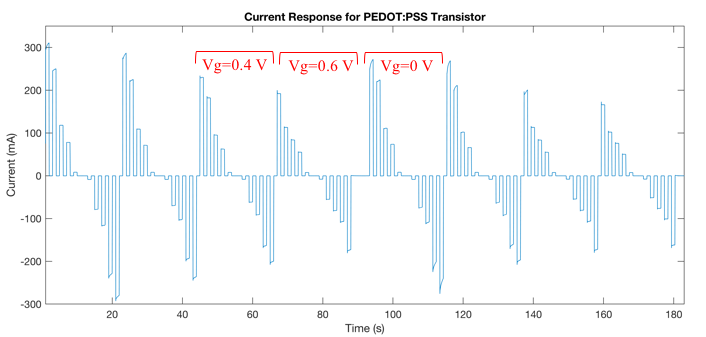 Current Response for PEDOT:PSS Transistor
Vg=0.4 V
Vg=0.6 V
Vg=0 V
Current (mA)
300
200
100
0
-100
-200
-300
20
40
60
80
100
120
140
160
180
Time (s)